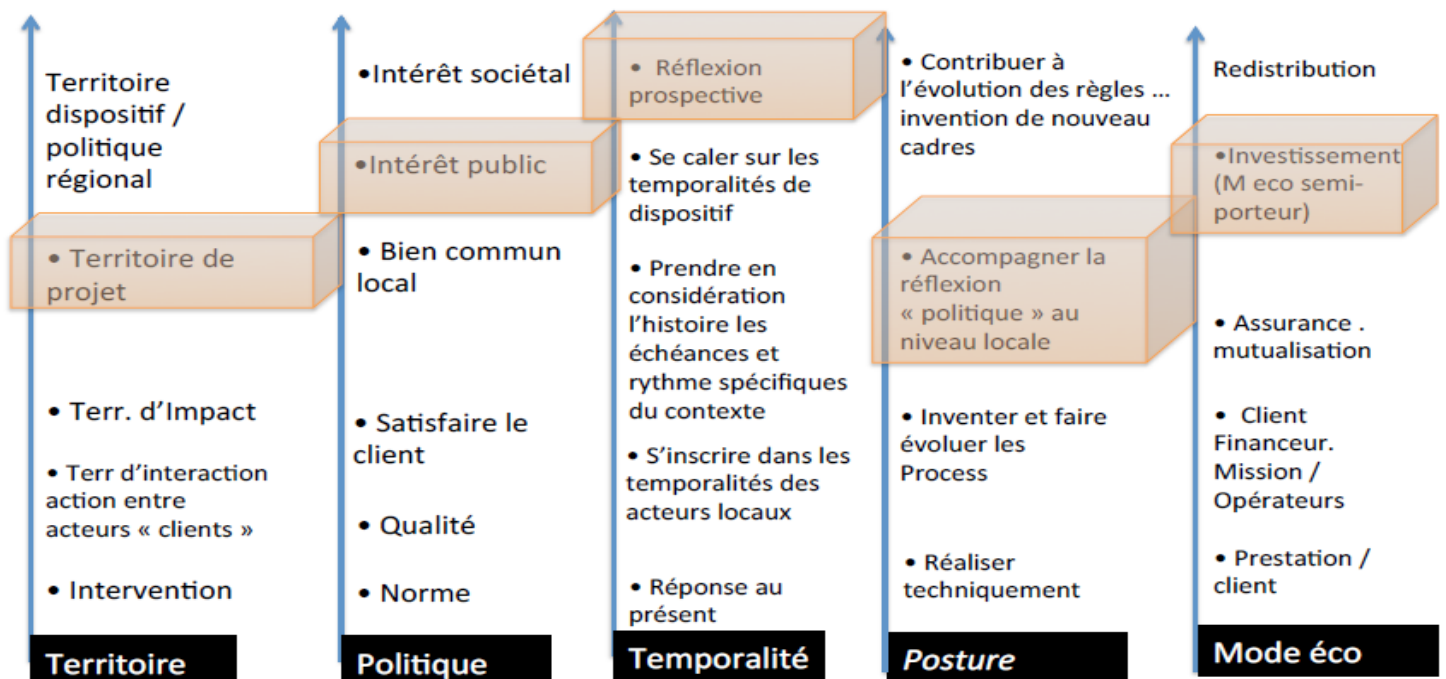 Territoire
dispositif /
politique
régional
• Territoire de
projet
• Terr. d'Impact
• Terr d'interaction
action entre
acteurs « clients »
• Intervention
Territoire
•Intérêt sociétal
•Intérêt public
• Bien commun
local
• Satisfaire le
client
• Qualité
• Norme
Politique
• Réflexion
prospective
• Se caler sur les
temporalités de
dispositif
• Prendre en
considération
l'histoire les
échéances et
rythme spécifiques
du contexte
• S'inscrire dans les
temporalités des
acteurs locaux
• Réponse au
présent
Temporalité
• Contribuer à
l'évolution des règles ...
invention de nouveau
cadres
• Accompagner la
réflexion
« politique » au
niveau locale
• Inventer et faire
évoluer les
Process
• Réaliser
techniquement
Posture
Redistribution
•Investissement
(M eco semi-
porteur)
• Assurance .
mutualisation
• Client
Financeur.
Mission /
Opérateurs
• Prestation /
client
Mode éco